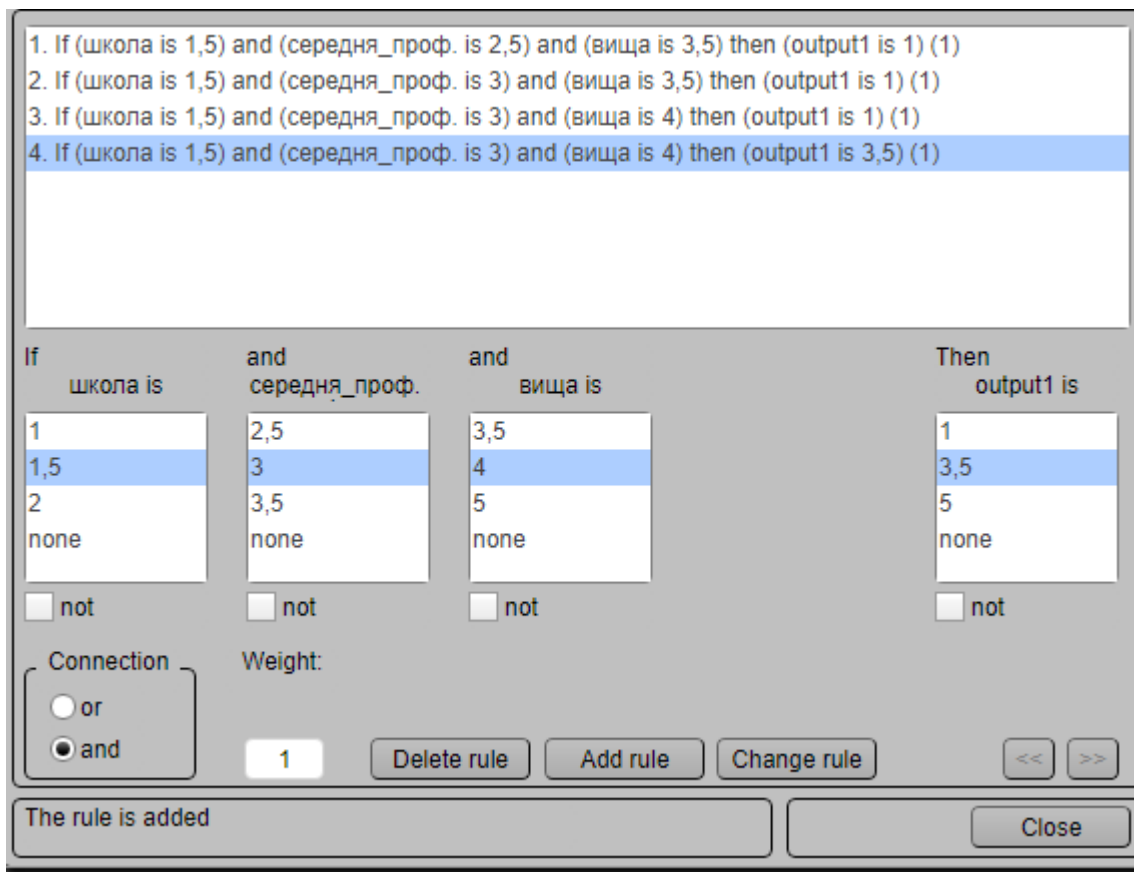 1. If (школа is 1,5) and (середня_проф. is 2,5) and (вища is 3,5) then (output1 is 1) (1)
2. If (школа is 1,5) and (середня_проф. is 3) and (вища is 3,5) then (output1 is 1) (1)
3. If (школа is 1,5) and (середня_проф. is 3) and (вища is 4) then (output1 is 1) (1)
4. If (школа is 1,5) and (середня_проф. is 3) and (вища is 4) then (output1 is 3,5) (1)
If and and Then
школа is середня_проф. вища is output1 is
1 2,5 3,5 1
1,5 3 4 3,5
2 3,5 5 5
none none none none
not not not not
Connection Weight:
or
and 1 Delete rule Add rule Change rule << >>
The rule is added Close